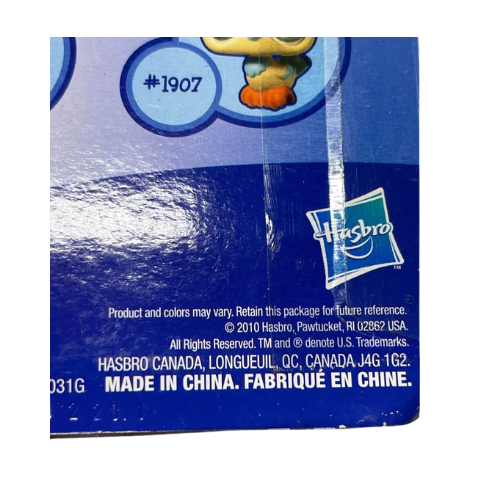 #1907
Hasbro
TM
Product and colors may vary. Retain this package for future reference.
© 2010 Hasbro, Pawtucket, RI 02862 USA.
All Rights Reserved. TM and ® denote U.S. Trademarks.
HASBRO CANADA, LONGUEUIL, QC, CANADA J4G 1G2.
031G MADE IN CHINA. FABRIQUÉ EN CHINE.